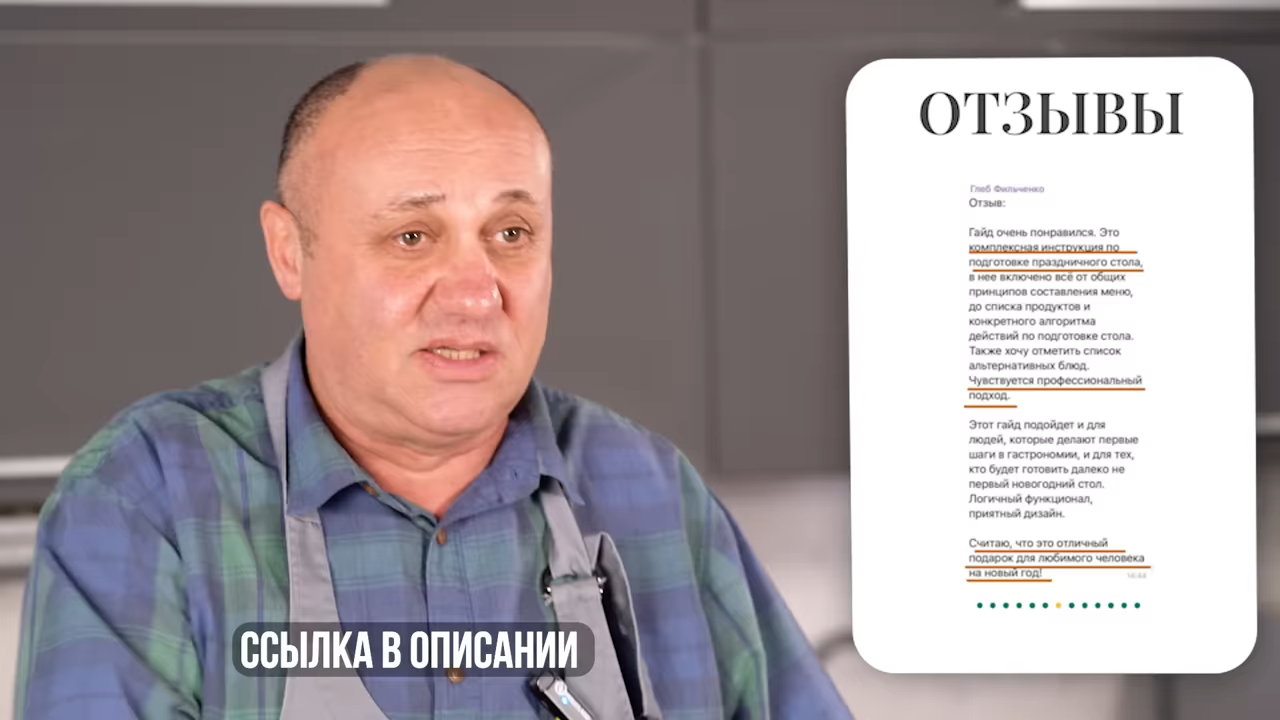 ОТЗЫВЫ
Глеб Фильченко
Отзыв:
Гайд очень понравился. Это
комплексная инструкция по
подготовке праздничного стола,
в нее включено всё от общих
принципов составления меню,
до списка продуктов и
конкретного алгоритма
действий по подготовке стола.
Также хочу отметить список
альтернативных блюд.
Чувствуется профессиональный
подход.
Этот гайд подойдет и для
людей, которые делают первые
шаги в гастрономии, и для тех,
кто будет готовить далеко не
первый новогодний стол.
Логичный функционал,
приятный дизайн.
Считаю, что это отличный
подарок для любимого человека
на новый год!
ССЫЛКА В ОПИСАНИИ